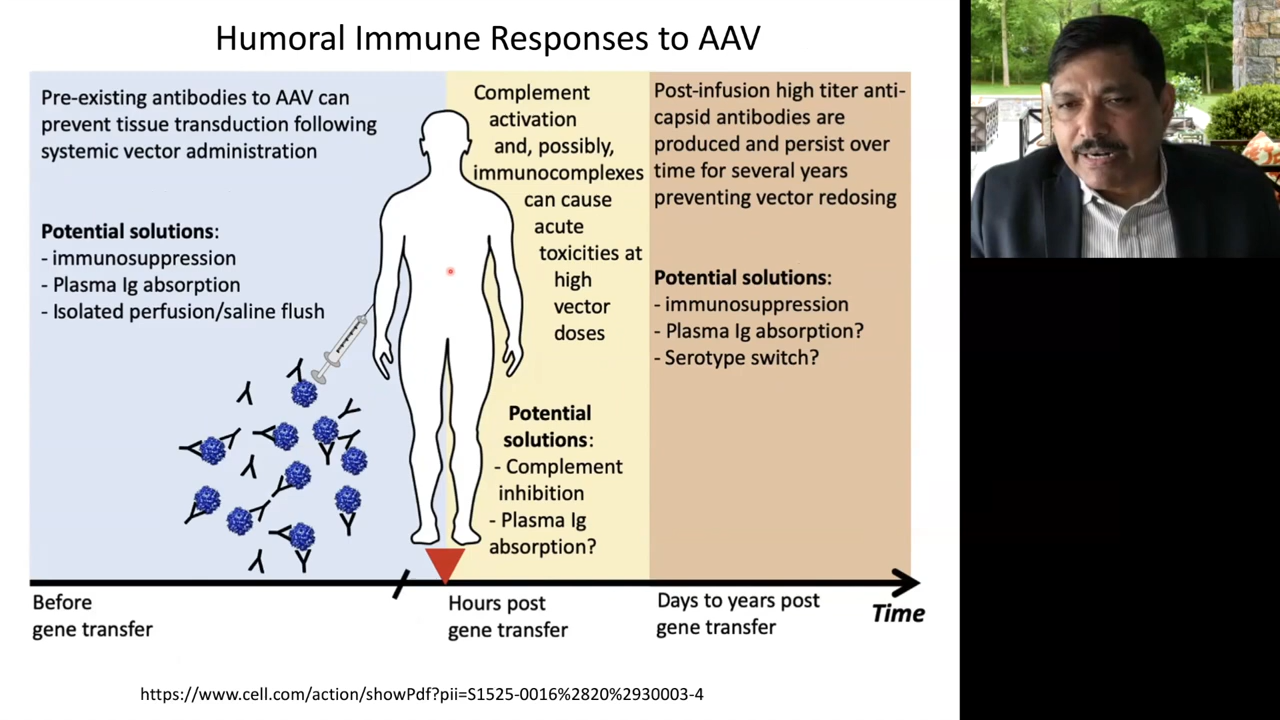 Humoral Immune Responses to AAV
Pre-existing antibodies to AAV can
prevent tissue transduction following
systemic vector administration
Potential solutions:
- immunosuppression
- Plasma Ig absorption
- Isolated perfusion/saline flush
Complement
activation
and, possibly,
immunocomplexes
can cause
acute
toxicities at
high
vector
doses
Potential
solutions:
- Complement
inhibition
- Plasma Ig
absorption?
Post-infusion high titer anti-
capsid antibodies are
produced and persist over
time for several years
preventing vector redosing
Potential solutions:
- immunosuppression
- Plasma Ig absorption?
- Serotype switch?
Before
gene transfer
Hours post
gene transfer
Days to years post
gene transfer
Time
https://www.cell.com/action/showPdf?pii=S1525-0016%2820%2930003-4